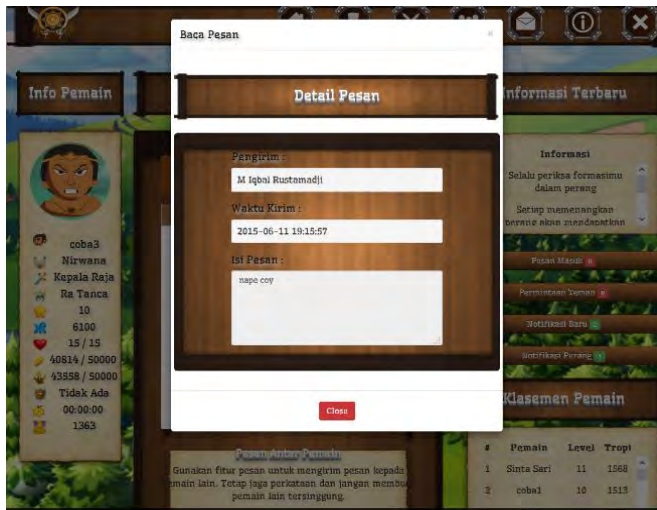 Baca Pesan
×
Detail Pesan
Pengirim :
M Iqbal Rustamadji
Waktu Kirim :
2015-06-11 19:15:57
Isi Pesan :
nape coy
Close
Info Pemain
coba3
Nirwana
Kepala Raja
Ra Tanca
10
6100
15 / 15
40814 / 50000
43558 / 50000
Tidak Ada
00:00:00
1363
Pesan Antar Pemain
Gunakan fitur pesan untuk mengirim pesan kepada
pemain lain. Tetap jaga perkataan dan jangan membu
pemain lain tersinggung.
Informasi Terbaru
Informasi
Selalu periksa formasimu
dalam perang
Setiap memenangkan
perang akan mendapatkan
Pesan Masuk
Permintaan Teman
Notifikasi Baru
Notifikasi Perang
Klasemen Pemain
# Pemain Level Tropi
1 Sinta Sari 11 1568
2 coba1 10 1513